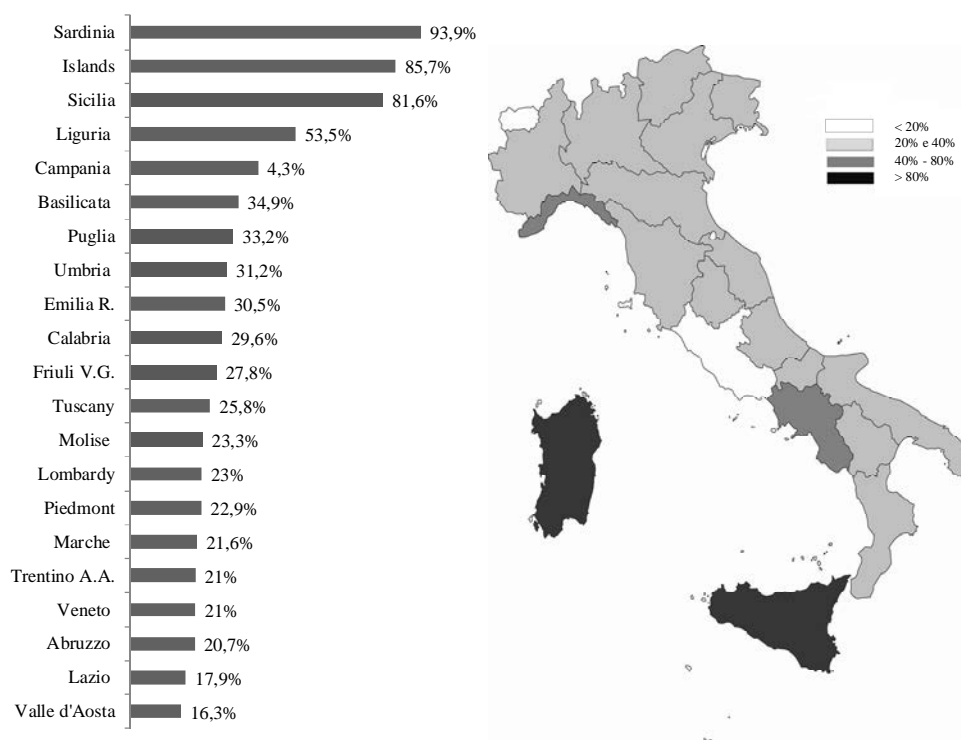 Sardinia 93,9%
Islands 85,7%
Sicilia 81,6%
Liguria 53,5%
Campania 4,3%
Basilicata 34,9%
Puglia 33,2%
Umbria 31,2%
Emilia R. 30,5%
Calabria 29,6%
Friuli V.G. 27,8%
Tuscany 25,8%
Molise 23,3%
Lombardy 23%
Piedmont 22,9%
Marche 21,6%
Trentino A.A. 21%
Veneto 21%
Abruzzo 20,7%
Lazio 17,9%
Valle d'Aosta 16,3%
< 20%
20% e 40%
40% - 80%
> 80%